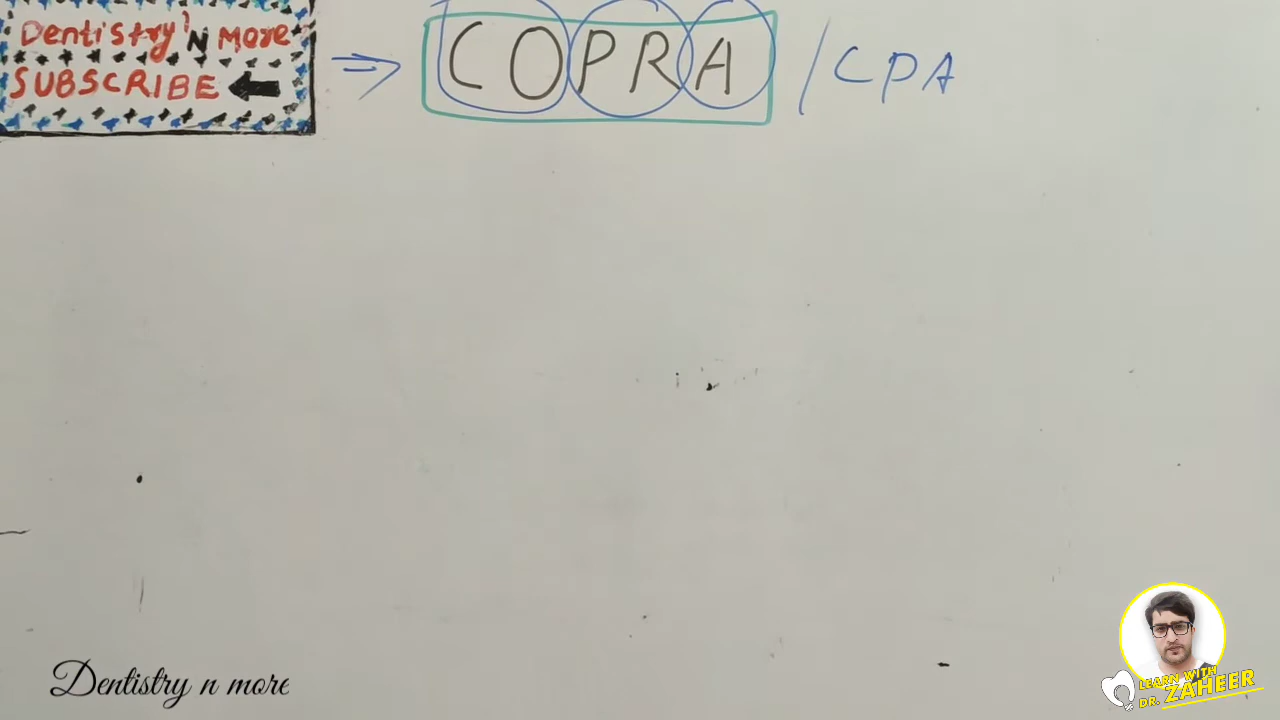 Dentistry'N more
SUBSCRIBE
⇒ COPRA / CPA
Dentistry n more
LEARN WITH
DR. ZAHEER